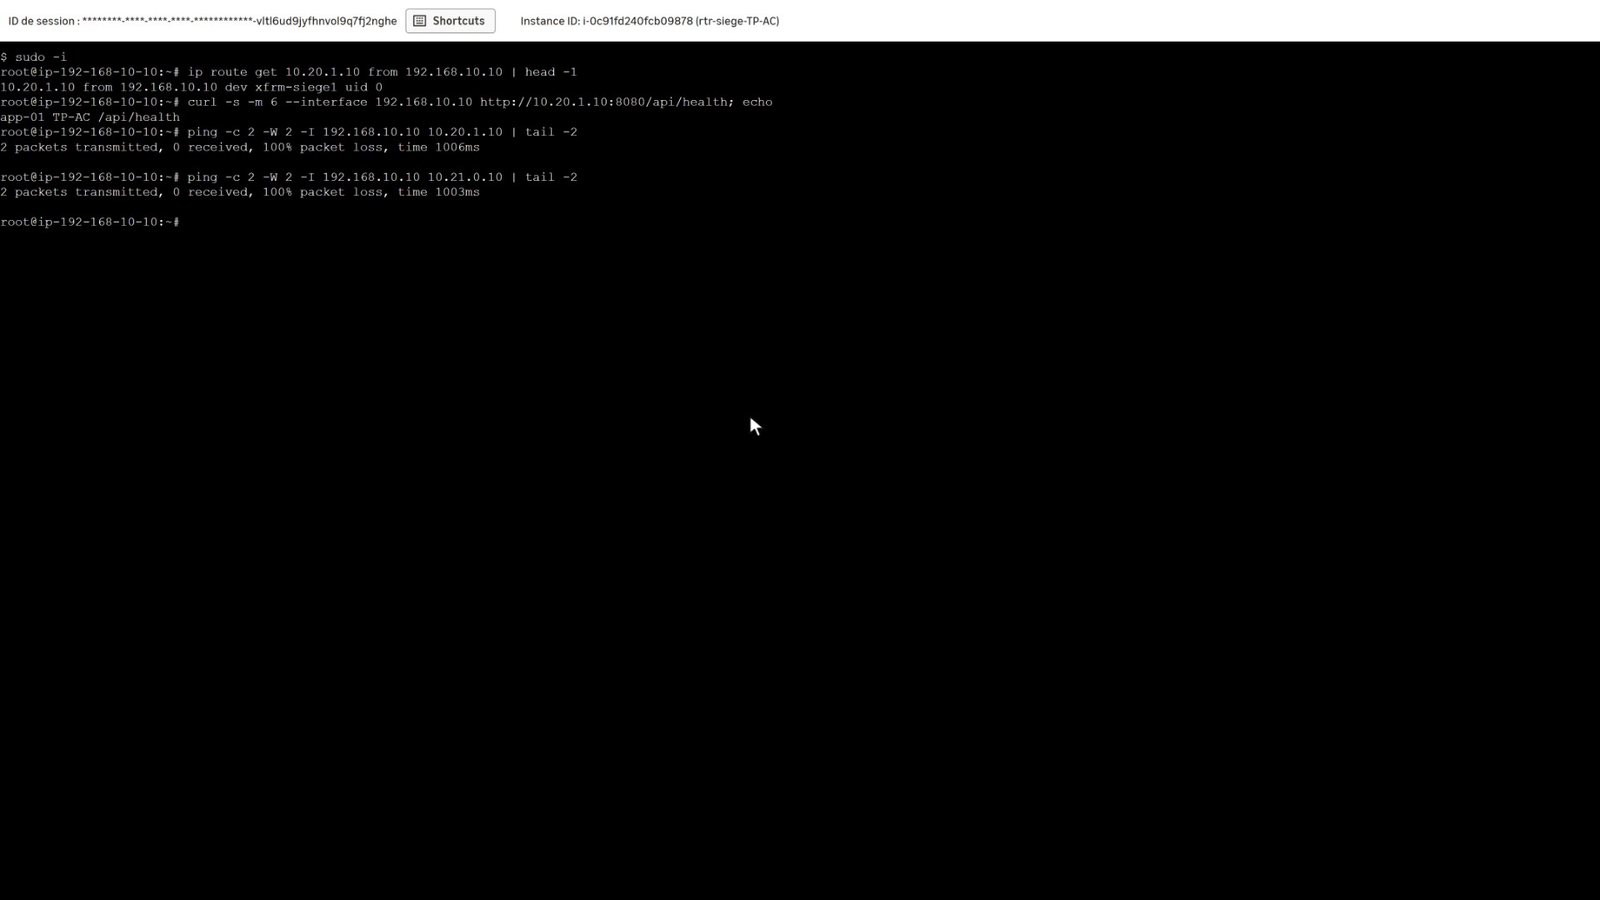 ID de session : ********-****-****-****-************-vltl6ud9jyfhnvol9q7fj2nghe Shortcuts Instance ID: i-0c91fd240fcb09878 (rtr-siege-TP-AC)
$ sudo -i
root@ip-192-168-10-10:~# ip route get 10.20.1.10 from 192.168.10.10 | head -1
10.20.1.10 from 192.168.10.10 dev xfrm-siege1 uid 0
root@ip-192-168-10-10:~# curl -s -m 6 --interface 192.168.10.10 http://10.20.1.10:8080/api/health; echo
app-01 TP-AC /api/health
root@ip-192-168-10-10:~# ping -c 2 -W 2 -I 192.168.10.10 10.20.1.10 | tail -2
2 packets transmitted, 0 received, 100% packet loss, time 1006ms
root@ip-192-168-10-10:~# ping -c 2 -W 2 -I 192.168.10.10 10.21.0.10 | tail -2
2 packets transmitted, 0 received, 100% packet loss, time 1003ms
root@ip-192-168-10-10:~#